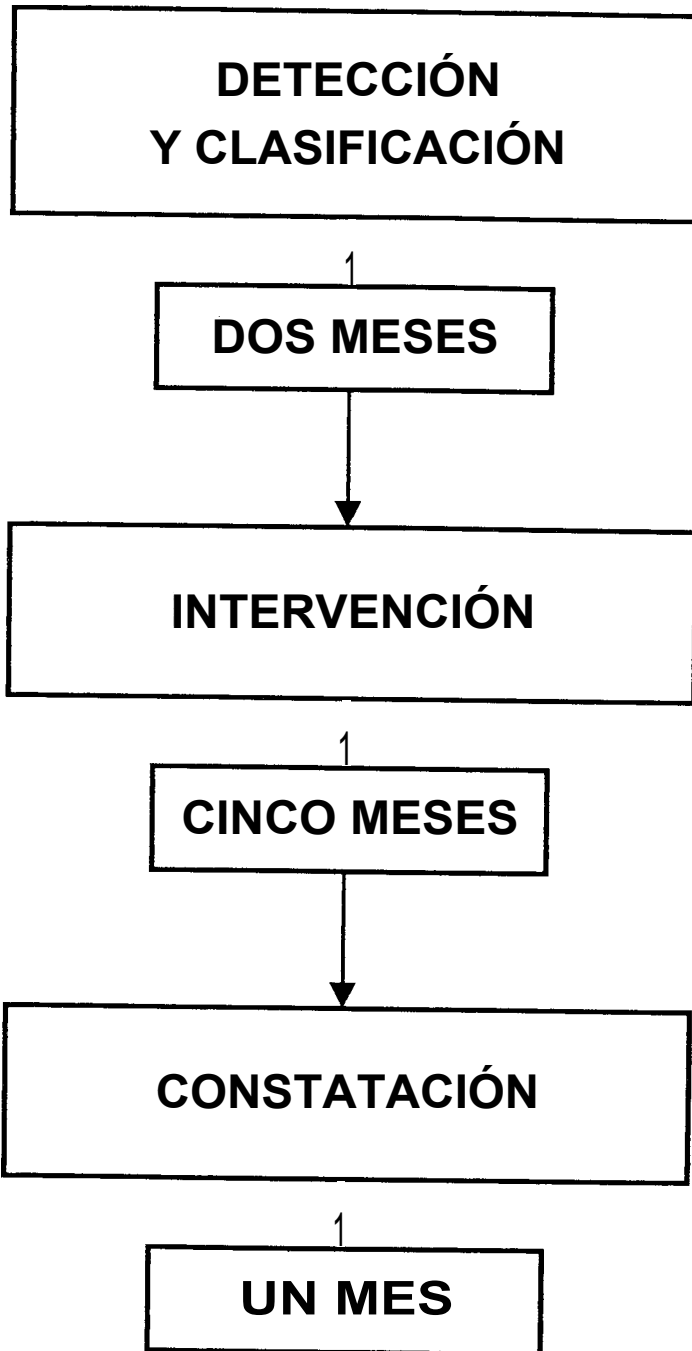 DETECCIÓN
Y CLASIFICACIÓN
1
DOS MESES
INTERVENCIÓN
1
CINCO MESES
CONSTATACIÓN
1
UN MES